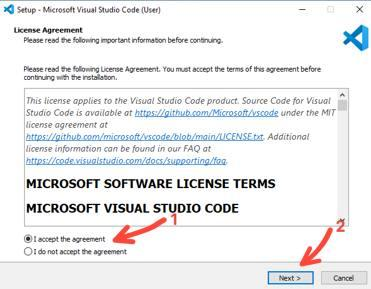 Setup - Microsoft Visual Studio Code (User)
License Agreement
Please read the following important information before continuing.
Please read the following License Agreement. You must accept the terms of this agreement before
continuing with the installation.
This license applies to the Visual Studio Code product. Source Code for Visual
Studio Code is available at https://github.com/Microsoft/vscode under the MIT
license agreement at
https://github.com/microsoft/vscode/blob/main/LICENSE.txt. Additional
license information can be found in our FAQ at
https://code.visualstudio.com/docs/supporting/faq.
MICROSOFT SOFTWARE LICENSE TERMS
MICROSOFT VISUAL STUDIO CODE
1
2
I accept the agreement
I do not accept the agreement
Next >
Cancel